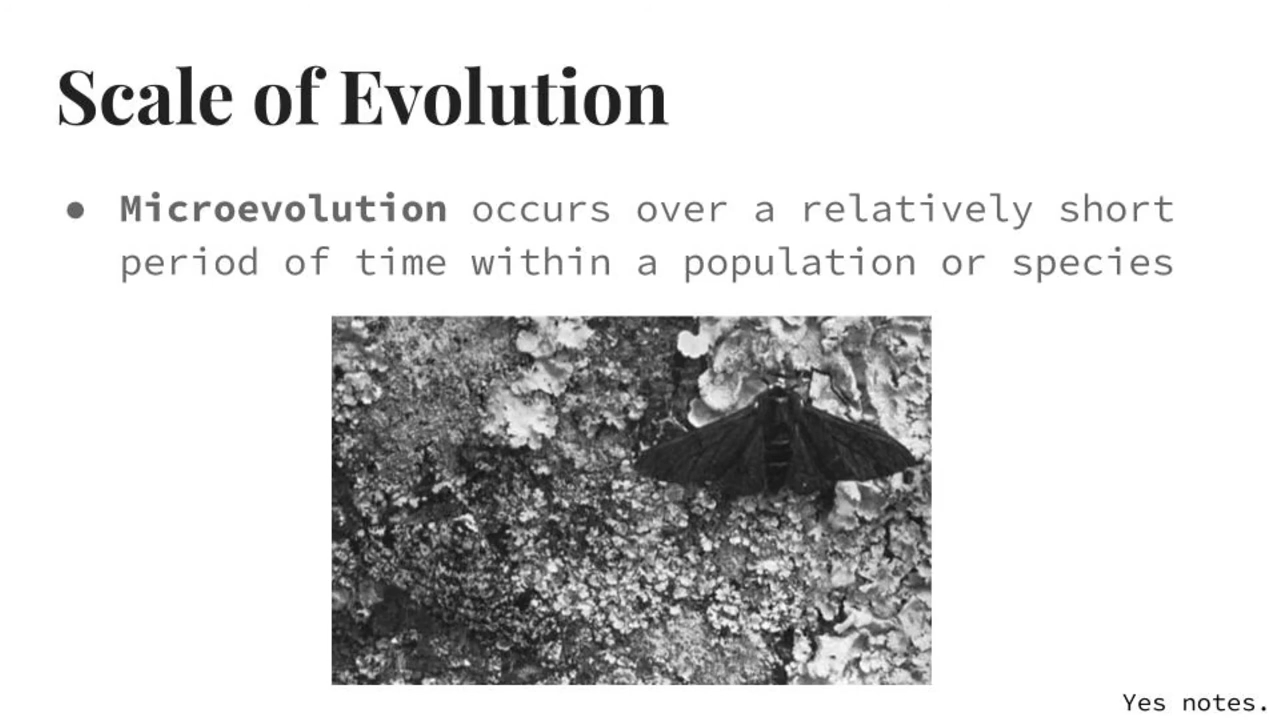 Scale of Evolution
● Microevolution occurs over a relatively short
period of time within a population or species
Yes notes.